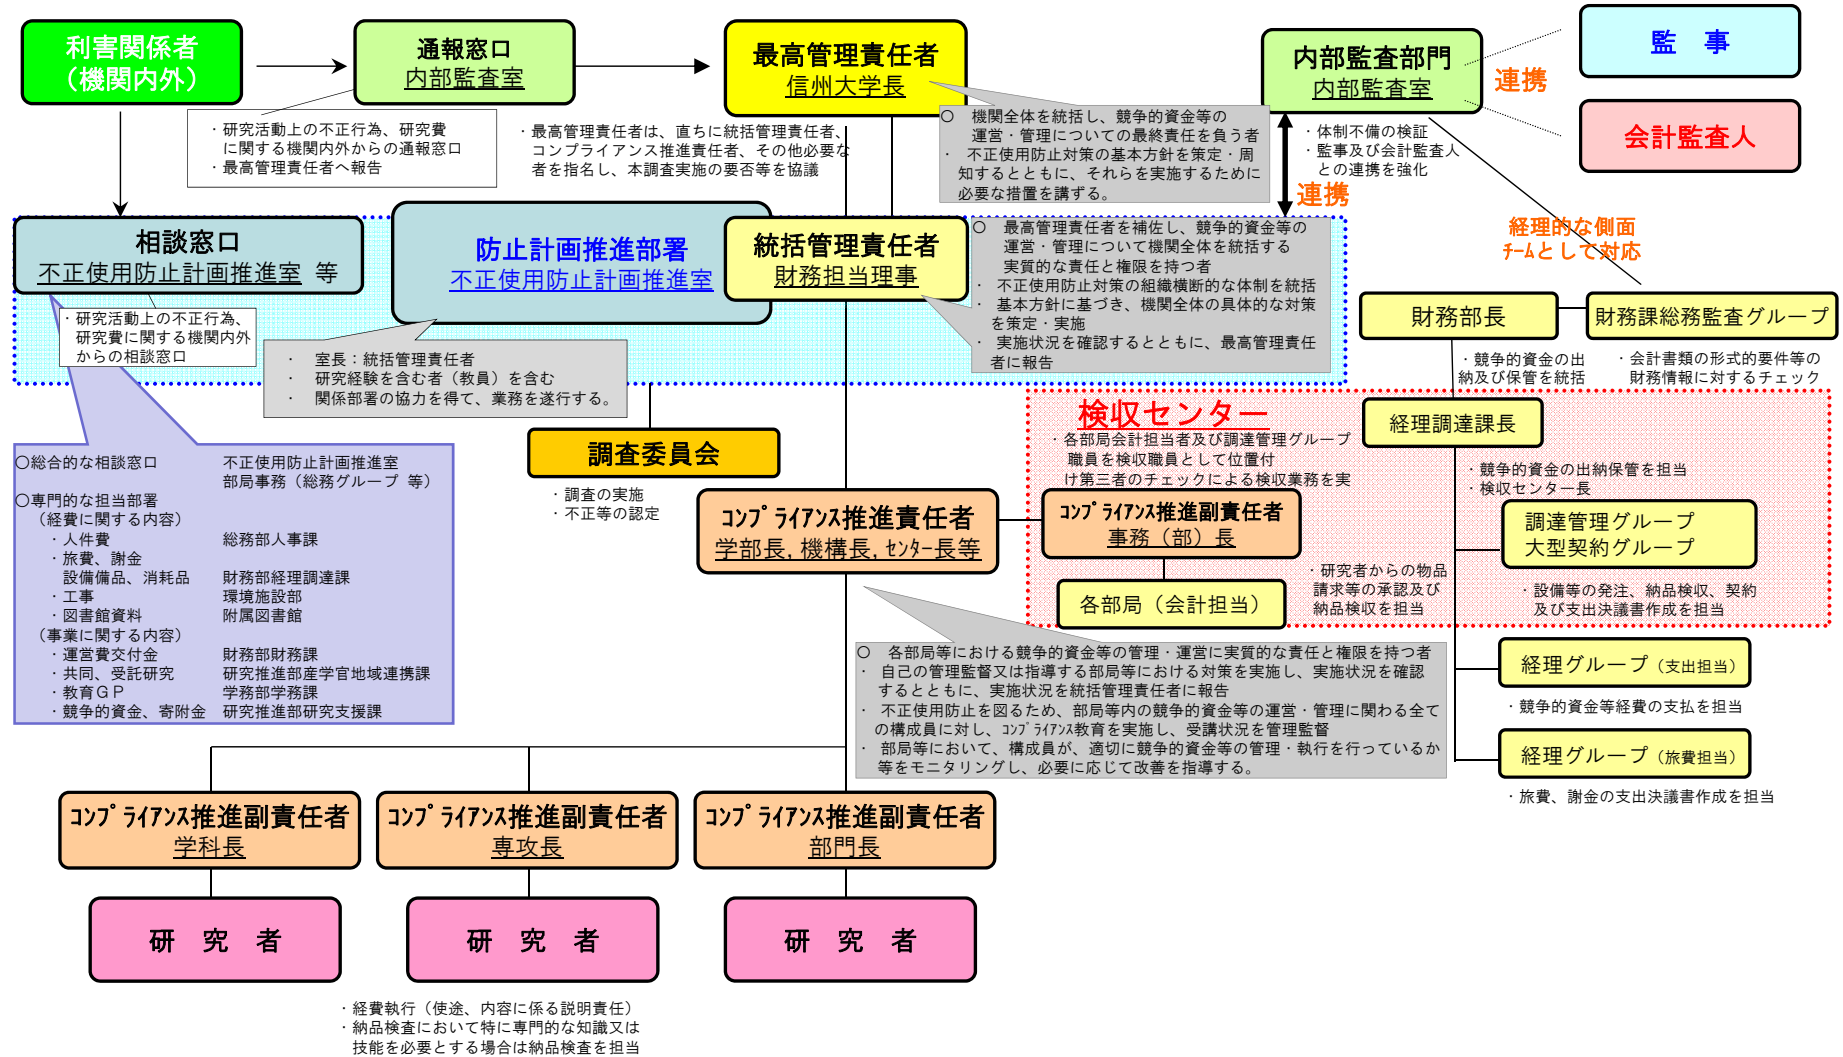 利害関係者
（機関内外）
通報窓口
内部監査室
最高管理責任者
信州大学長
内部監査部門
内部監査室
連携
監　事
会計監査人
・研究活動上の不正行為、研究費
に関する機関内外からの通報窓口
・最高管理責任者へ報告
・最高管理責任者は、直ちに統括管理責任者、
コンプライアンス推進責任者、その他必要な
者を指名し、本調査実施の要否等を協議
○　機関全体を統括し、競争的資金等の
運営・管理についての最終責任を負う者
・　不正使用防止対策の基本方針を策定・周
知するとともに、それらを実施するために
必要な措置を講ずる。
・体制不備の検証
・監事及び会計監査人
との連携を強化
連携
相談窓口
不正使用防止計画推進室 等
防止計画推進部署
不正使用防止計画推進室
統括管理責任者
財務担当理事
○　最高管理責任者を補佐し、競争的資金等の
運営・管理について機関全体を統括する
実質的な責任と権限を持つ者
・　不正使用防止対策の組織横断的な体制を統括
・　基本方針に基づき、機関全体の具体的な対策
を策定・実施
・　実施状況を確認するとともに、最高管理責任
者に報告
経理的な側面
ﾁｰﾑとして対応
・研究活動上の不正行為、
研究費に関する機関内外
からの相談窓口
・　室長：統括管理責任者
・　研究経験を含む者（教員）を含む
・　関係部署の協力を得て、業務を遂行する。
財務部長
財務課総務監査グループ
・競争的資金の出
納及び保管を統括
・会計書類の形式的要件等の
財務情報に対するチェック
調査委員会
・調査の実施
・不正等の認定
検収センター
・各部局会計担当者及び調達管理グループ
職員を検収職員として位置付
け第三者のチェックによる検収業務を実
経理調達課長
・競争的資金の出納保管を担当
・検収センター長
○総合的な相談窓口　不正使用防止計画推進室
部局事務（総務グループ 等）
○専門的な担当部署
（経費に関する内容）
・人件費　総務部人事課
・旅費、謝金
設備備品、消耗品　財務部経理調達課
・工事　環境施設部
・図書館資料　附属図書館
（事業に関する内容）
・運営費交付金　財務部財務課
・共同、受託研究　研究推進部産学官地域連携課
・教育ＧＰ　学務部学務課
・競争的資金、寄附金　研究推進部研究支援課
ｺﾝﾌﾟﾗｲｱﾝｽ推進責任者
学部長,機構長,ｾﾝﾀｰ長等
ｺﾝﾌﾟﾗｲｱﾝｽ推進副責任者
事務（部）長
各部局（会計担当）
・研究者からの物品
請求等の承認及び
納品検収を担当
調達管理グループ
大型契約グループ
・設備等の発注、納品検収、契約
及び支出決議書作成を担当
○　各部局等における競争的資金等の管理・運営に実質的な責任と権限を持つ者
・　自己の管理監督又は指導する部局等における対策を実施し、実施状況を確認
するとともに、実施状況を統括管理責任者に報告
・　不正使用防止を図るため、部局等内の競争的資金等の運営・管理に関わる全て
の構成員に対し、ｺﾝﾌﾟﾗｲｱﾝｽ教育を実施し、受講状況を管理監督
・　部局等において、構成員が、適切に競争的資金等の管理・執行を行っているか
等をモニタリングし、必要に応じて改善を指導する。
経理グループ（支出担当）
・競争的資金等経費の支払を担当
経理グループ（旅費担当）
・旅費、謝金の支出決議書作成を担当
ｺﾝﾌﾟﾗｲｱﾝｽ推進副責任者
学科長
ｺﾝﾌﾟﾗｲｱﾝｽ推進副責任者
専攻長
ｺﾝﾌﾟﾗｲｱﾝｽ推進副責任者
部門長
研　究　者
研　究　者
研　究　者
・経費執行（使途、内容に係る説明責任）
・納品検査において特に専門的な知識又は
技能を必要とする場合は納品検査を担当